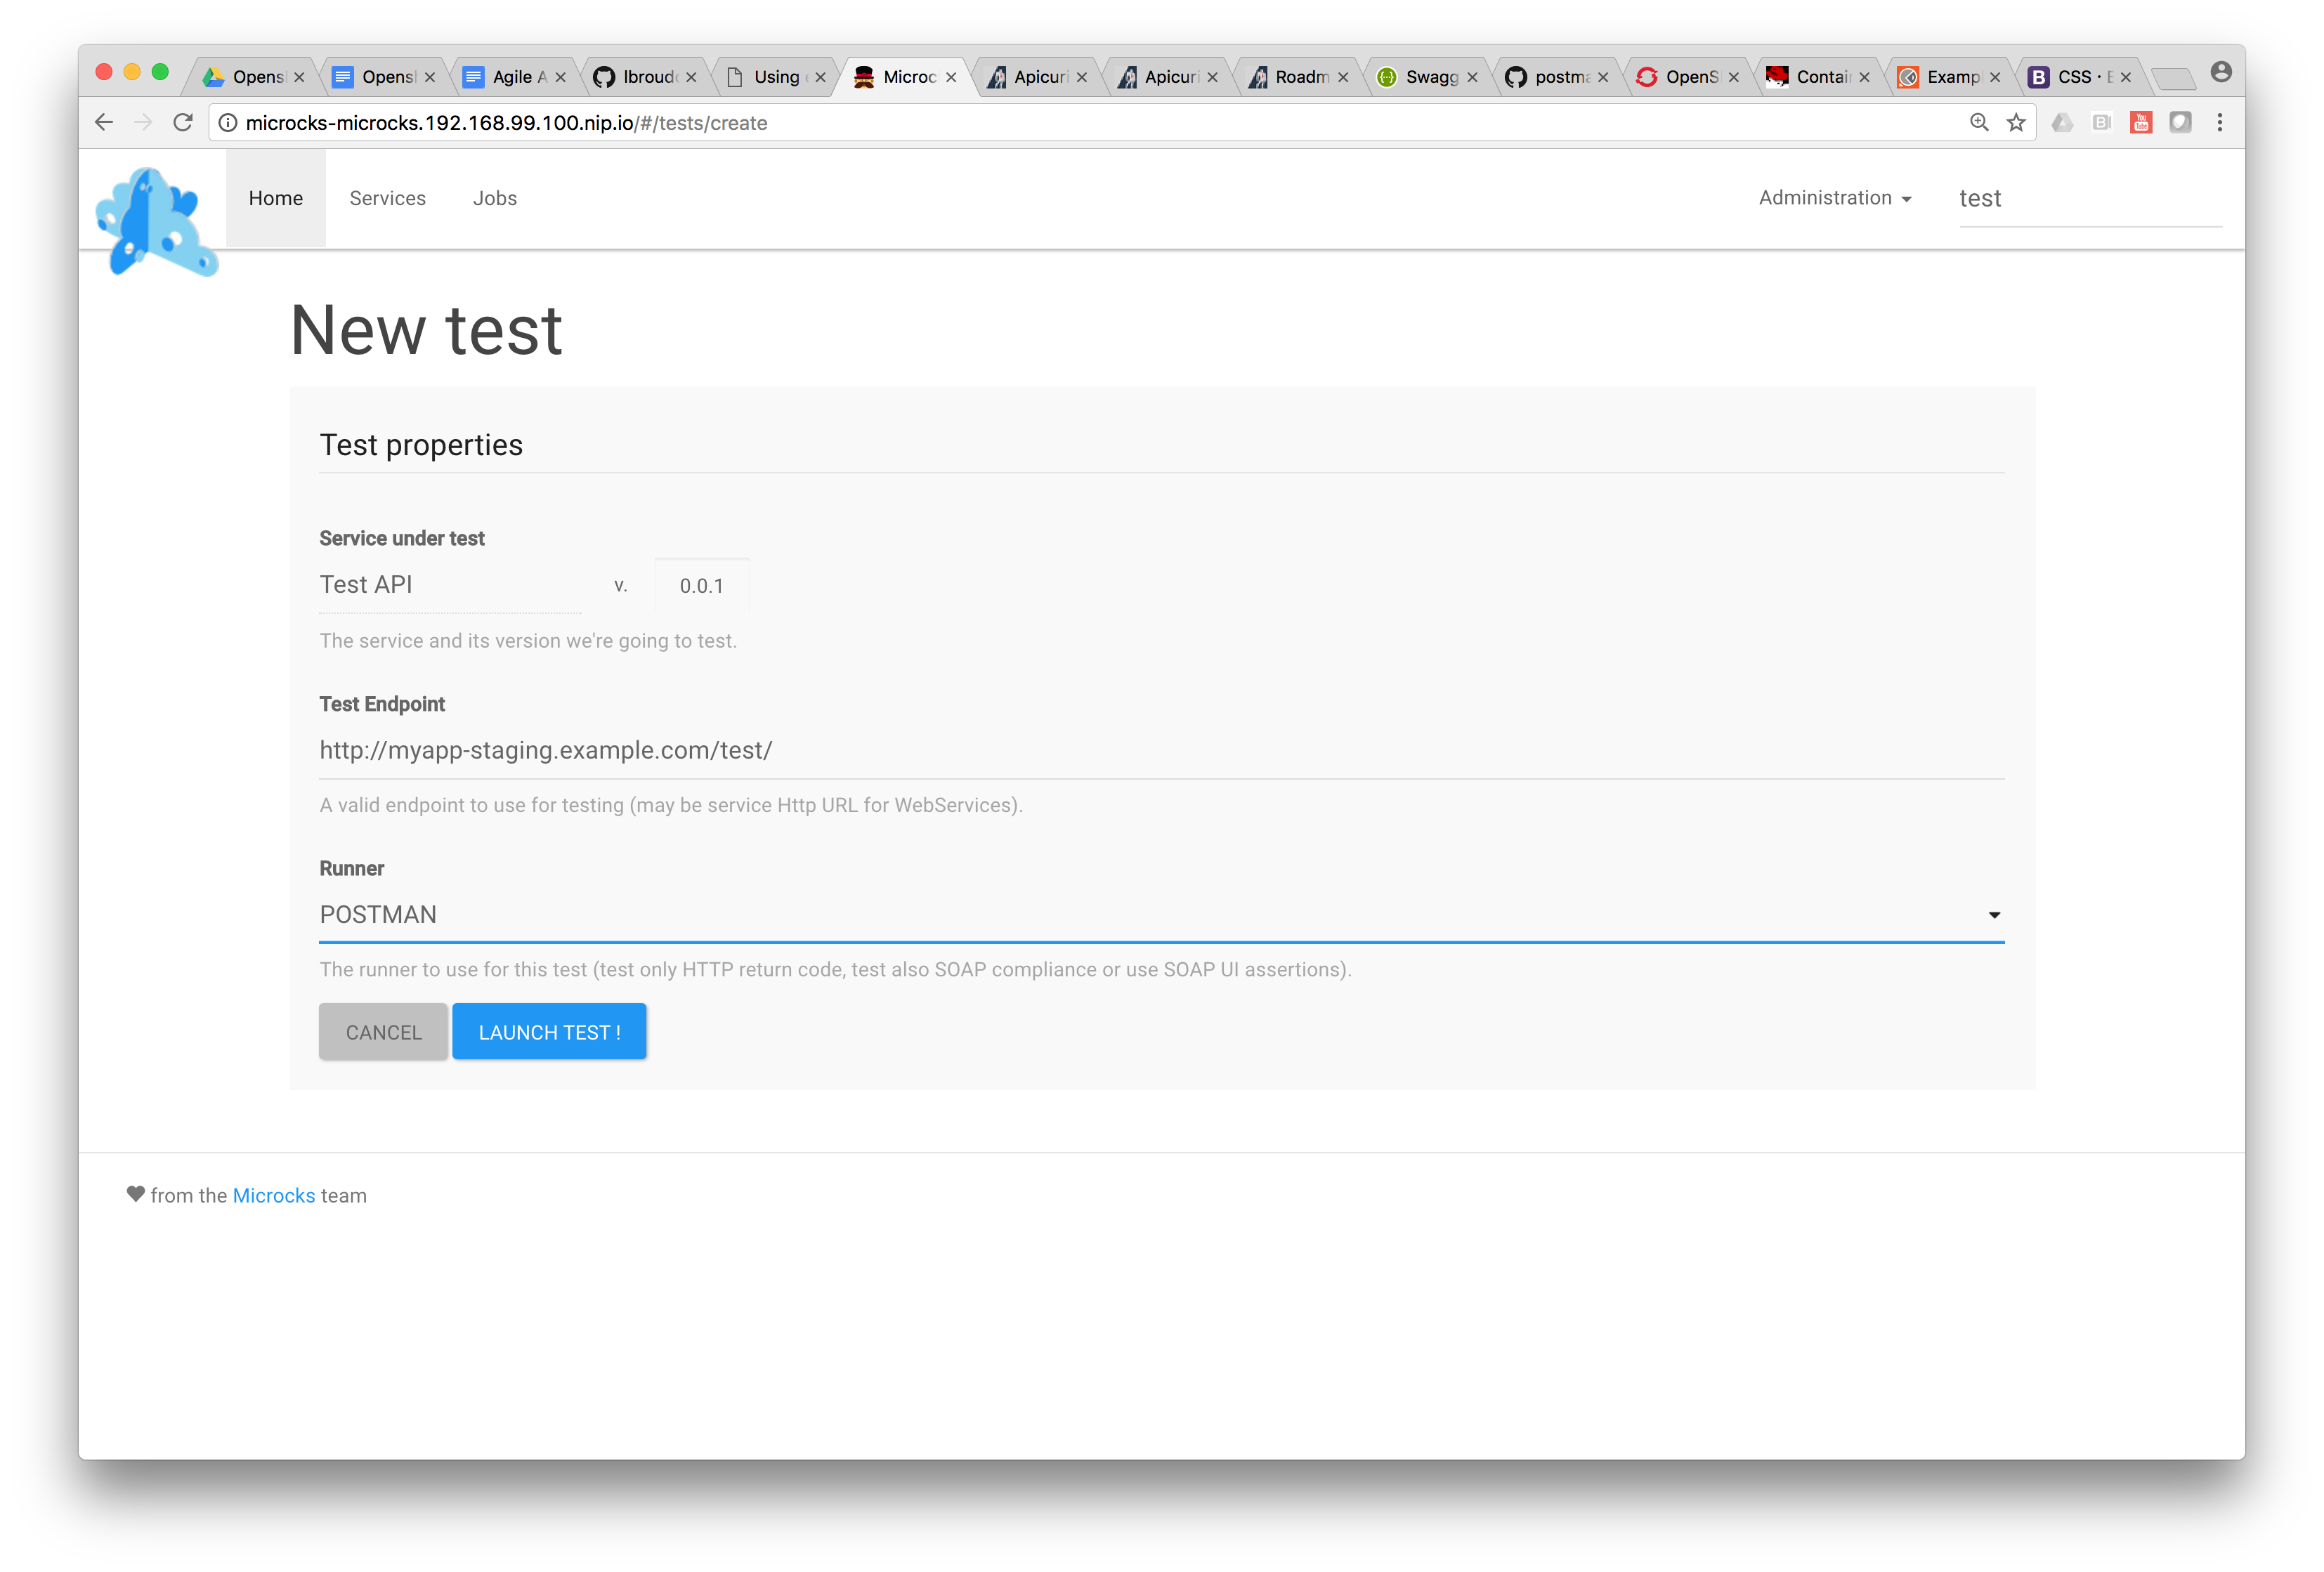 Opensl
Opensl
Agile A
lbroud
Using
Microc
Apicuri
Apicuri
Roadm
Swagg
postma
OpenS
Contain
Examp
CSS · B
microcks-microcks.192.168.99.100.nip.io/#/tests/create
Home Services Jobs Administration test
New test
Test properties
Service under test
Test API v. 0.0.1
The service and its version we're going to test.
Test Endpoint
http://myapp-staging.example.com/test/
A valid endpoint to use for testing (may be service Http URL for WebServices).
Runner
POSTMAN
The runner to use for this test (test only HTTP return code, test also SOAP compliance or use SOAP UI assertions).
CANCEL LAUNCH TEST !
from the Microcks team